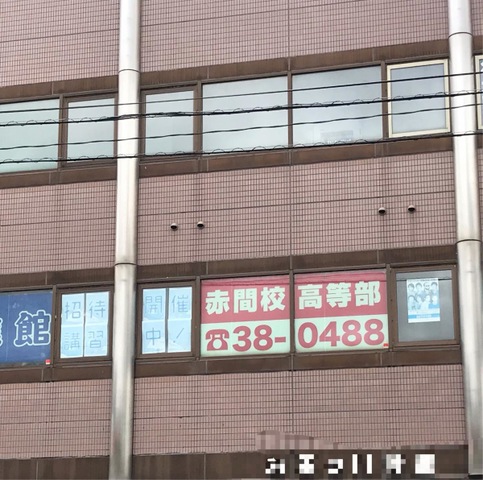 館
招待
講習
開催
中!
赤間校 高等部
☎38-0488